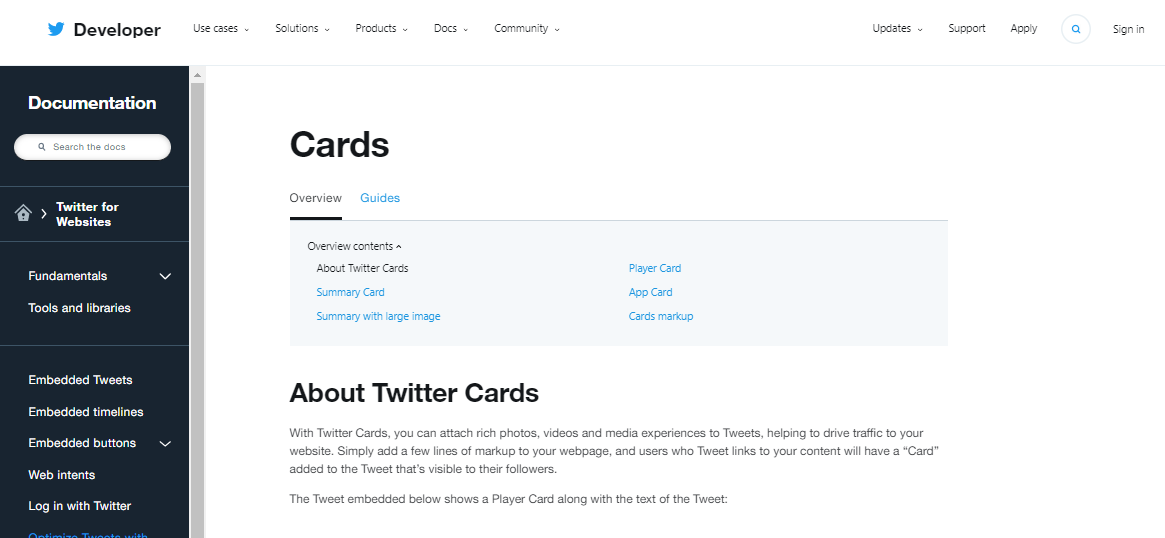 Developer
Use cases
Solutions
Products
Docs
Community
Updates
Support
Apply
Sign in
Documentation
Search the docs
Twitter for
Websites
Fundamentals
Tools and libraries
Embedded Tweets
Embedded timelines
Embedded buttons
Web intents
Log in with Twitter
Optimize Tweets with
Cards
Overview Guides
Overview contents
About Twitter Cards
Summary Card
Summary with large image
Player Card
App Card
Cards markup
About Twitter Cards
With Twitter Cards, you can attach rich photos, videos and media experiences to Tweets, helping to drive traffic to your
website. Simply add a few lines of markup to your webpage, and users who Tweet links to your content will have a “Card”
added to the Tweet that’s visible to their followers.
The Tweet embedded below shows a Player Card along with the text of the Tweet: